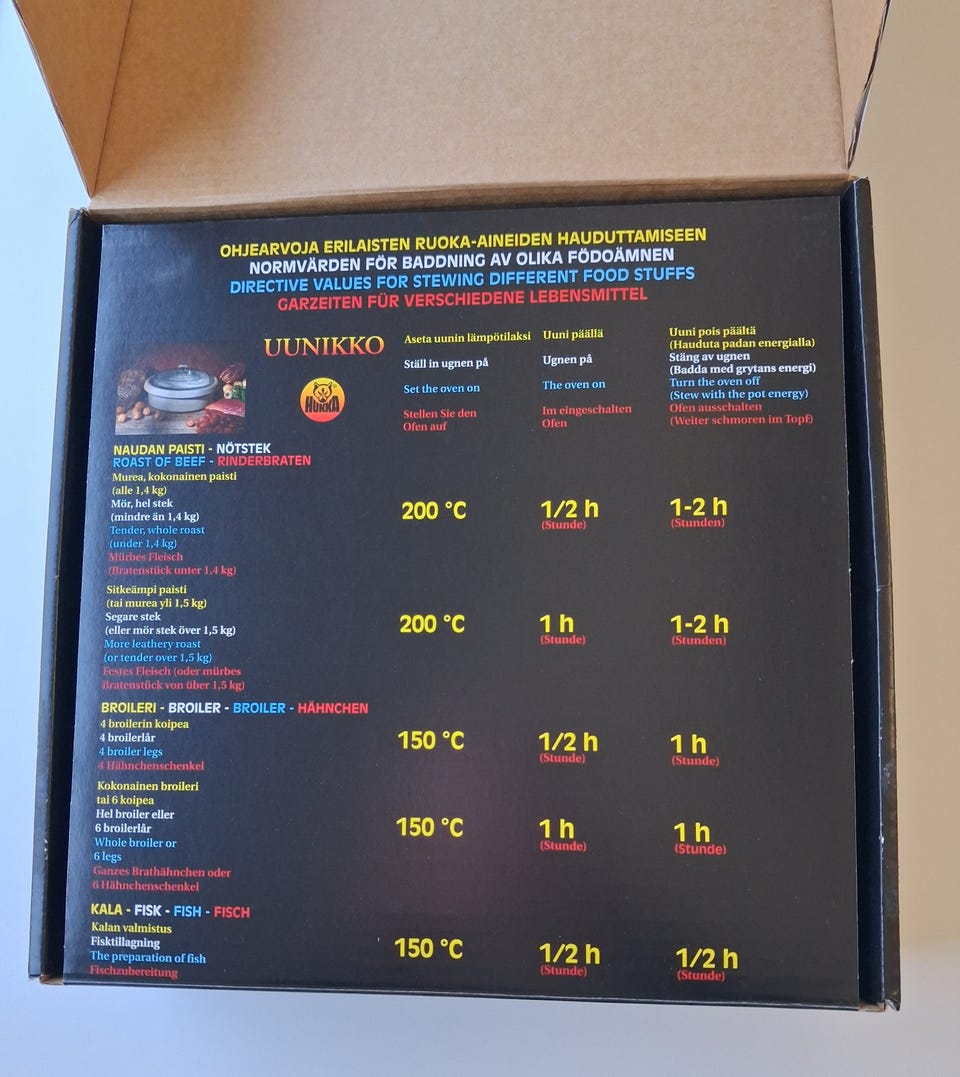 OHJEARVOJA ERILAISTEN RUOKA-AINEIDEN HAUDUTTAMISEEN
NORMVÄRDEN FÖR BADDNING AV OLIKA FÖDOÄMNEN
DIRECTIVE VALUES FOR STEWING DIFFERENT FOOD STUFFS
GARZEITEN FÜR VERSCHIEDENE LEBENSMITTEL
UUNIKKO
HUKKA
Aseta uunin lämpötilaksi
Ställ in ugnen på
Set the oven on
Stellen Sie den
Ofen auf
Uuni päällä
Ugnen på
The oven on
Im eingeschalten
Ofen
Uuni pois päältä
(Hauduta padan energialla)
Stäng av ugnen
(Badda med grytans energi)
Turn the oven off
(Stew with the pot energy)
Ofen ausschalten
(Weiter schmoren im Topf)
NAUDAN PAISTI - NÖTSTEK
ROAST OF BEEF - RINDERBRATEN
Murea, kokonainen paisti
(alle 1,4 kg)
Mör, hel stek
(mindre än 1,4 kg)
Tender, whole roast
(under 1,4 kg)
Mürbes Fleisch
(Bratenstück unter 1,4 kg)
200 °C
1/2 h
(Stunde)
1-2 h
(Stunden)
Sitkeämpi paisti
(tai murea yli 1,5 kg)
Segare stek
(eller mör stek över 1,5 kg)
More leathery roast
(or tender over 1,5 kg)
Festes Fleisch (oder mürbes
Bratenstück von über 1,5 kg)
200 °C
1 h
(Stunde)
1-2 h
(Stunden)
BROILERI - BROILER - BROILER - HÄHNCHEN
4 broilerin koipea
4 broilerlår
4 broiler legs
4 Hähnchenschenkel
150 °C
1/2 h
(Stunde)
1 h
(Stunde)
Kokonainen broileri
tai 6 koipea
Hel broiler eller
6 broilerlår
Whole broiler or
6 legs
Ganzes Brathähnchen oder
6 Hähnchenschenkel
150 °C
1 h
(Stunde)
1 h
(Stunde)
KALA - FISK - FISH - FISCH
Kalan valmistus
Fisktillagning
The preparation of fish
Fischzubereitung
150 °C
1/2 h
(Stunde)
1/2 h
(Stunde)